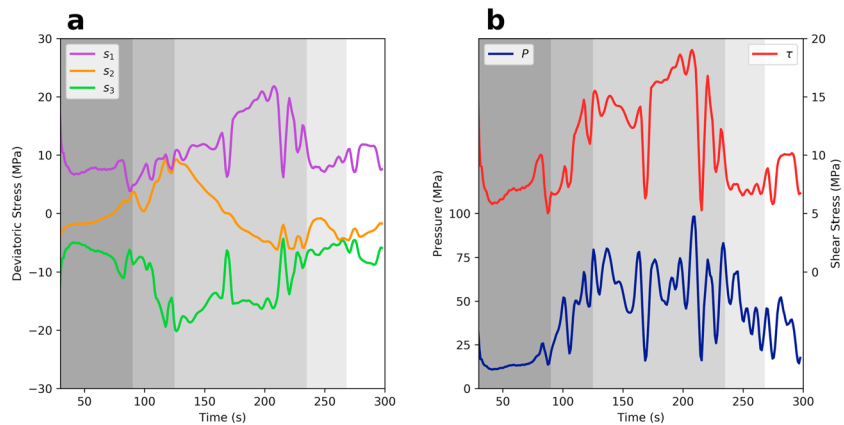 a
30
20
10
0
−10
−20
−30
Deviatoric Stress (MPa)
s1
s2
s3
50
100
150
200
250
300
Time (s)
b
P
τ
100
75
50
25
0
Pressure (MPa)
20
15
10
5
0
Shear Stress (MPa)
50
100
150
200
250
300
Time (s)